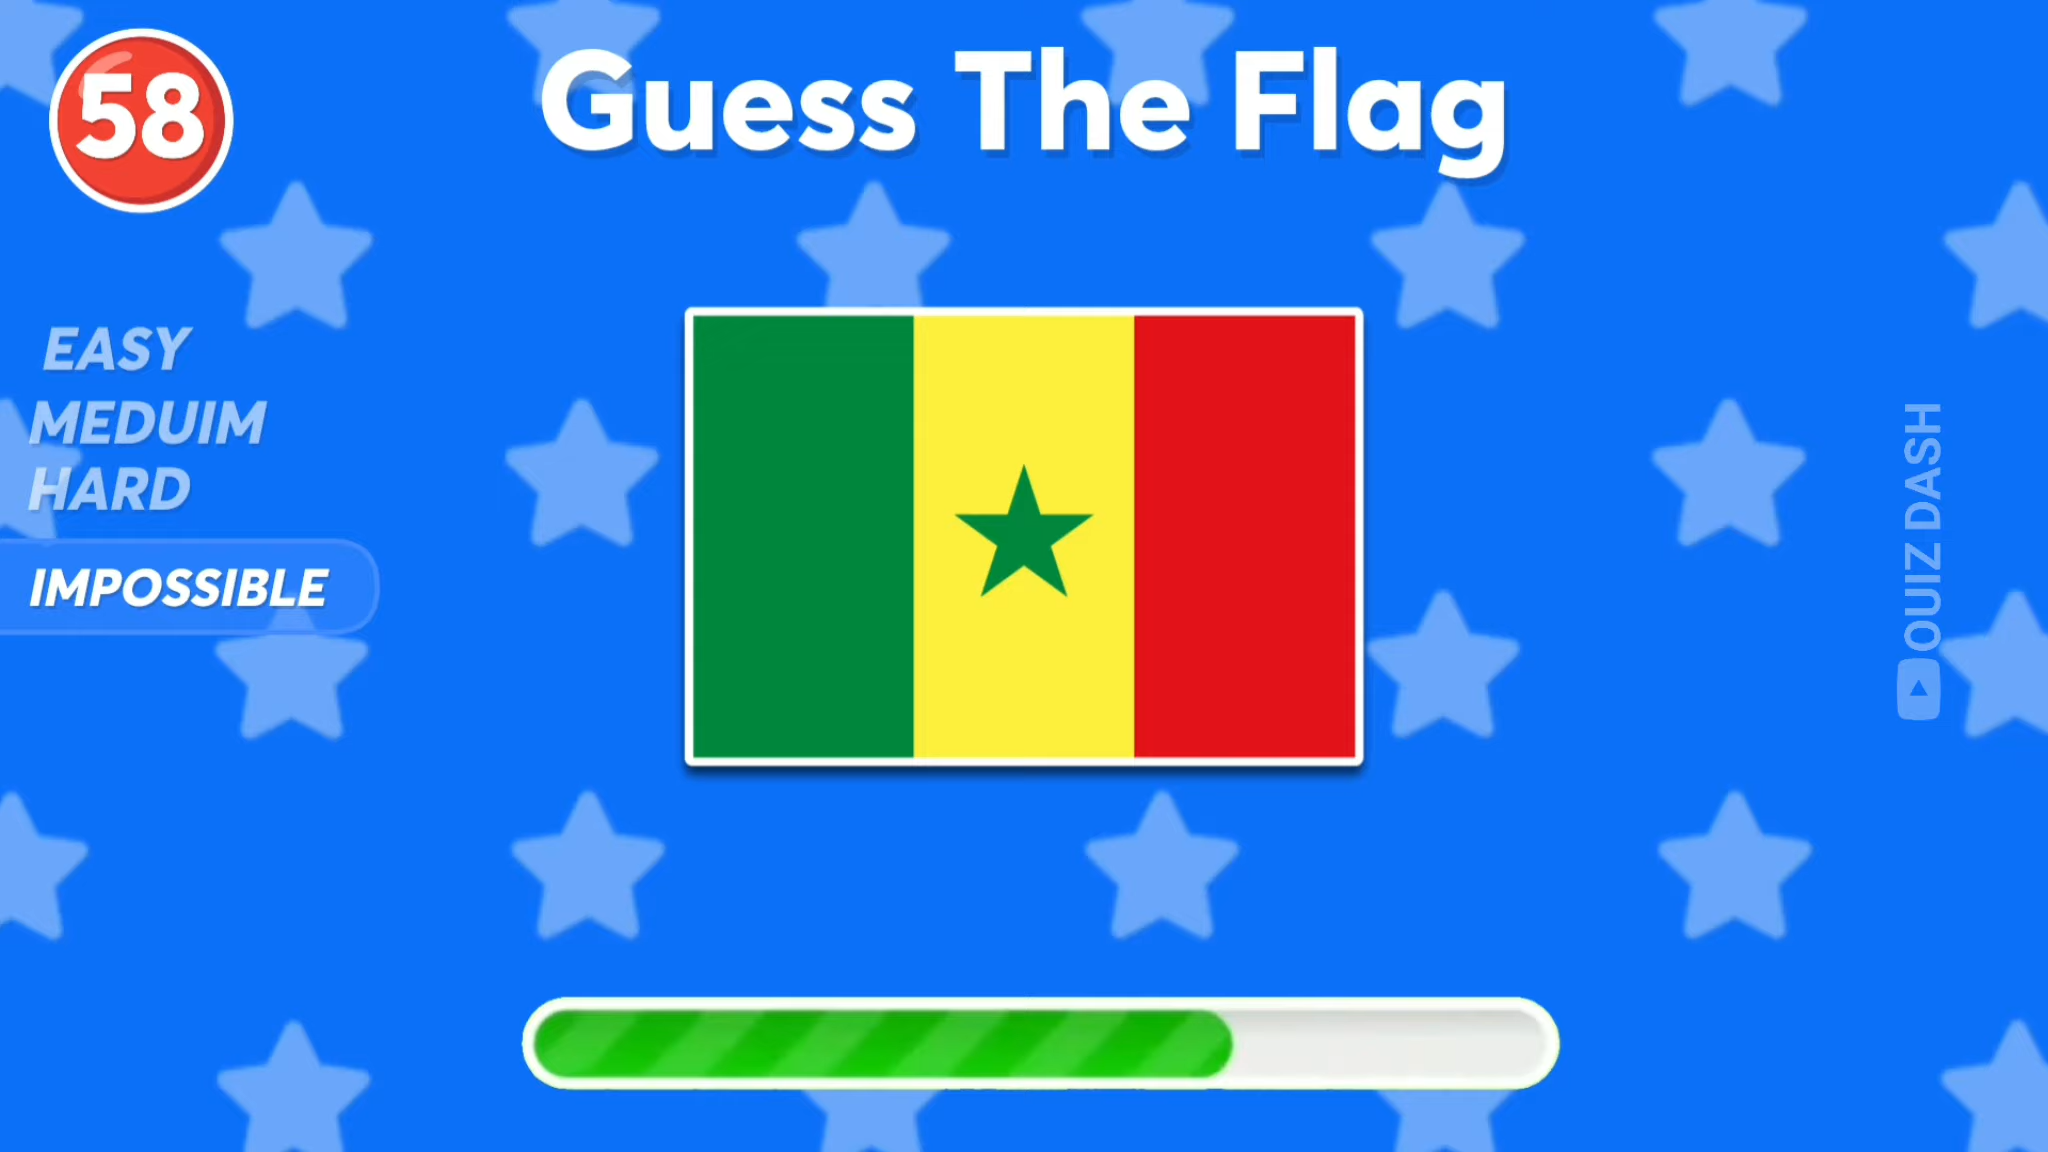 58
Guess The Flag
EASY
MEDUIM
HARD
IMPOSSIBLE
QUIZ DASH